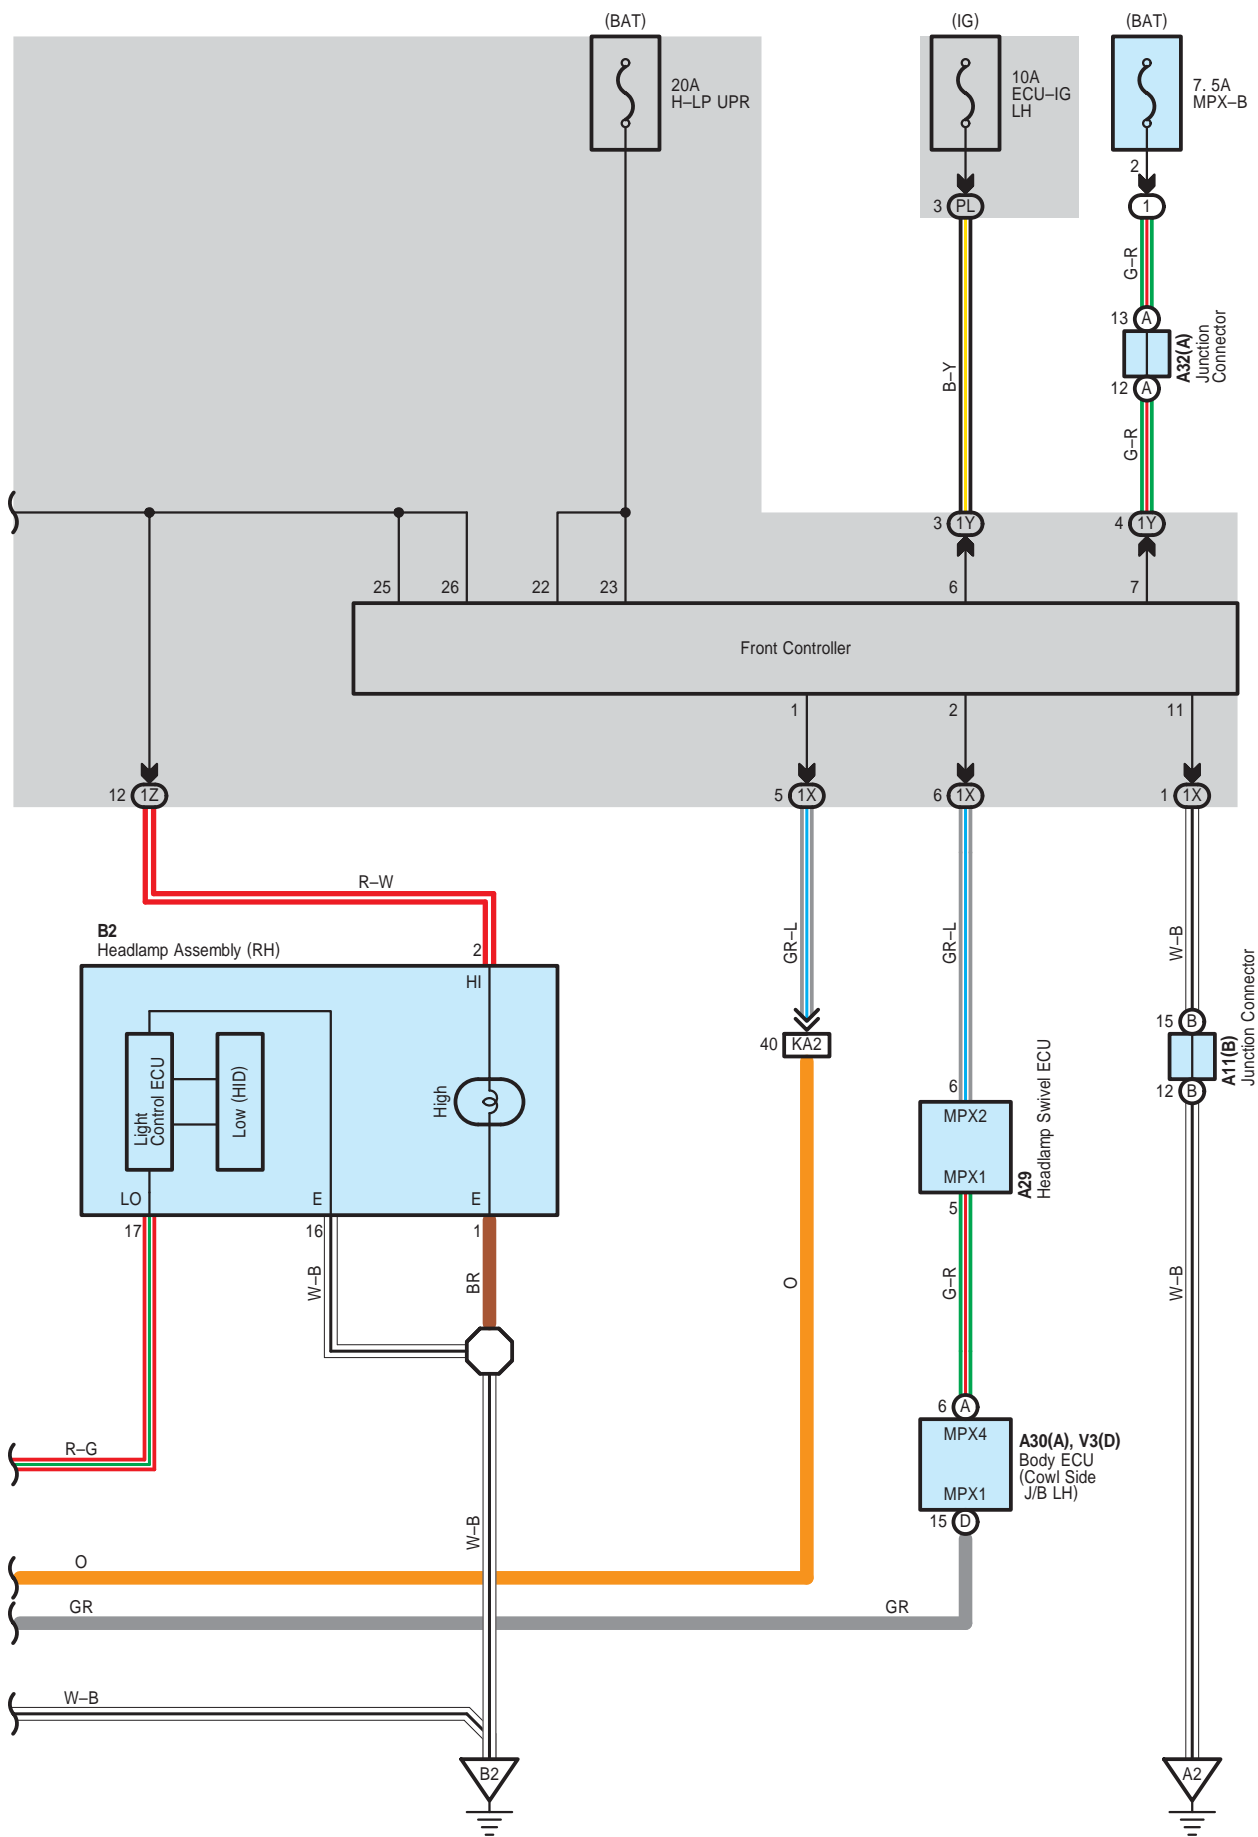 (BAT)
(IG)
(BAT)
20A
H–LP UPR
10A
ECU–IG
LH
7. 5A
MPX–B
2
3
PL
1
G–R
13
A
A32(A)
Junction
Connector
12
A
B–Y
G–R
3
1Y
4
1Y
25
26
22
23
6
7
Front Controller
1
2
11
12
1Z
5
1X
6
1X
1
1X
R–W
B2
Headlamp Assembly (RH)
2
HI
GR–L
GR–L
W–B
Light
Control ECU
Low (HID)
High
40
KA2
15
B
A11(B)
Junction Connector
12
B
6
MPX2
MPX1
A29
Headlamp Swivel ECU
5
LO
E
E
17
16
1
W–B
BR
O
G–R
W–B
6
A
MPX4
MPX1
A30(A), V3(D)
Body ECU
(Cowl Side
J/B LH)
15
D
R–G
W–B
O
GR
GR
W–B
B2
A2